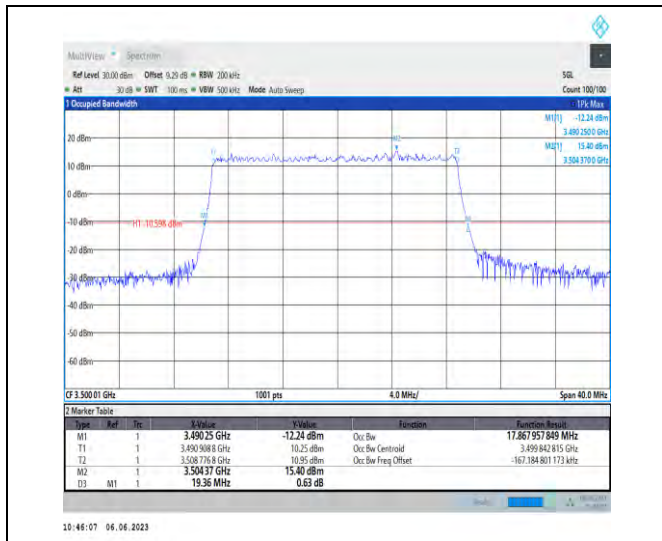 MultiView Spectrum
Ref Level 30.00 dBm Offset 9.29 dB RBW 200 kHz SGL
Att 30 dB SWT 100 ms VBW 500 kHz Mode Auto Sweep Count 100/100
1 Occupied Bandwidth 1Pk Max
M1[1] -12.24 dBm
3.490 2500 GHz
M2[1] 15.40 dBm
3.504 3700 GHz
20 dBm
T1 M2 T2
10 dBm
0 dBm
-10 dBm H1 -10.598 dBm
-20 dBm
-30 dBm
-40 dBm
-50 dBm
-60 dBm
CF 3.500 01 GHz 1001 pts 4.0 MHz/ Span 40.0 MHz
2 Marker Table
Type Ref Trc X-Value Y-Value Function Function Result
M1 1 3.490 25 GHz -12.24 dBm Occ Bw 17.867 957 849 MHz
T1 1 3.490 908 8 GHz 10.25 dBm Occ Bw Centroid 3.499 842 815 GHz
T2 1 3.508 776 8 GHz 10.95 dBm Occ Bw Freq Offset -167.184 801 173 kHz
M2 1 3.504 37 GHz 15.40 dBm
D3 M1 1 19.36 MHz 0.63 dB
10:46:07 06.06.2023